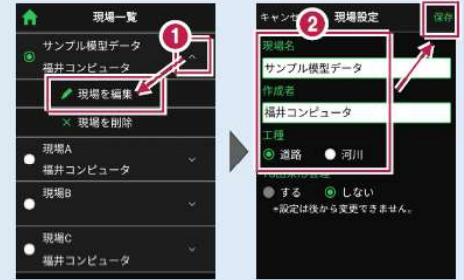 現場一覧
サンプル模型データ
福井コンピュータ
現場を編集
× 現場を削除
現場A
福井コンピュータ
現場B
現場C
福井コンピュータ
1
キャンセ
2
現場設定
保存
現場名
サンプル模型データ
作成者
福井コンピュータ
工種
道路 河川
する しない
*設定は後から変更できません。